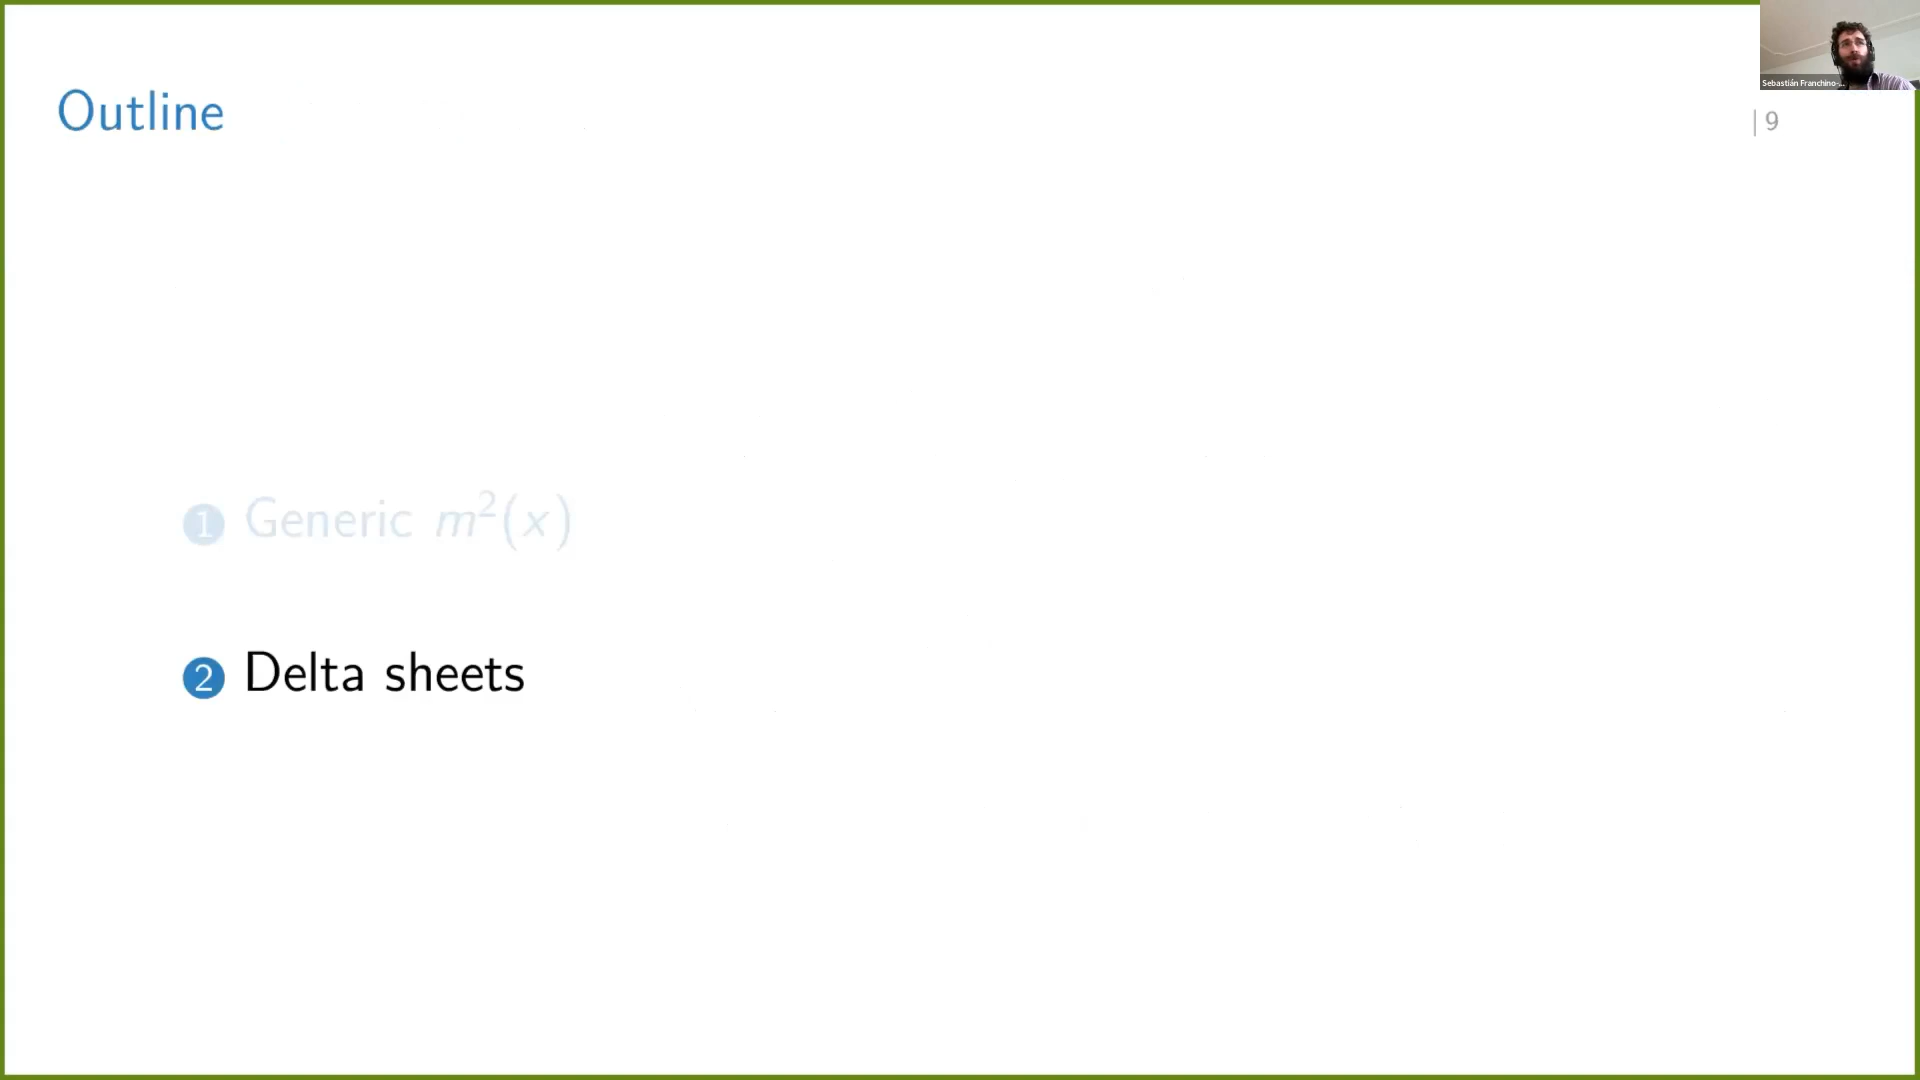 Sebastián Franchino-...
Outline
| 9
1 Generic m²(x)
2 Delta sheets